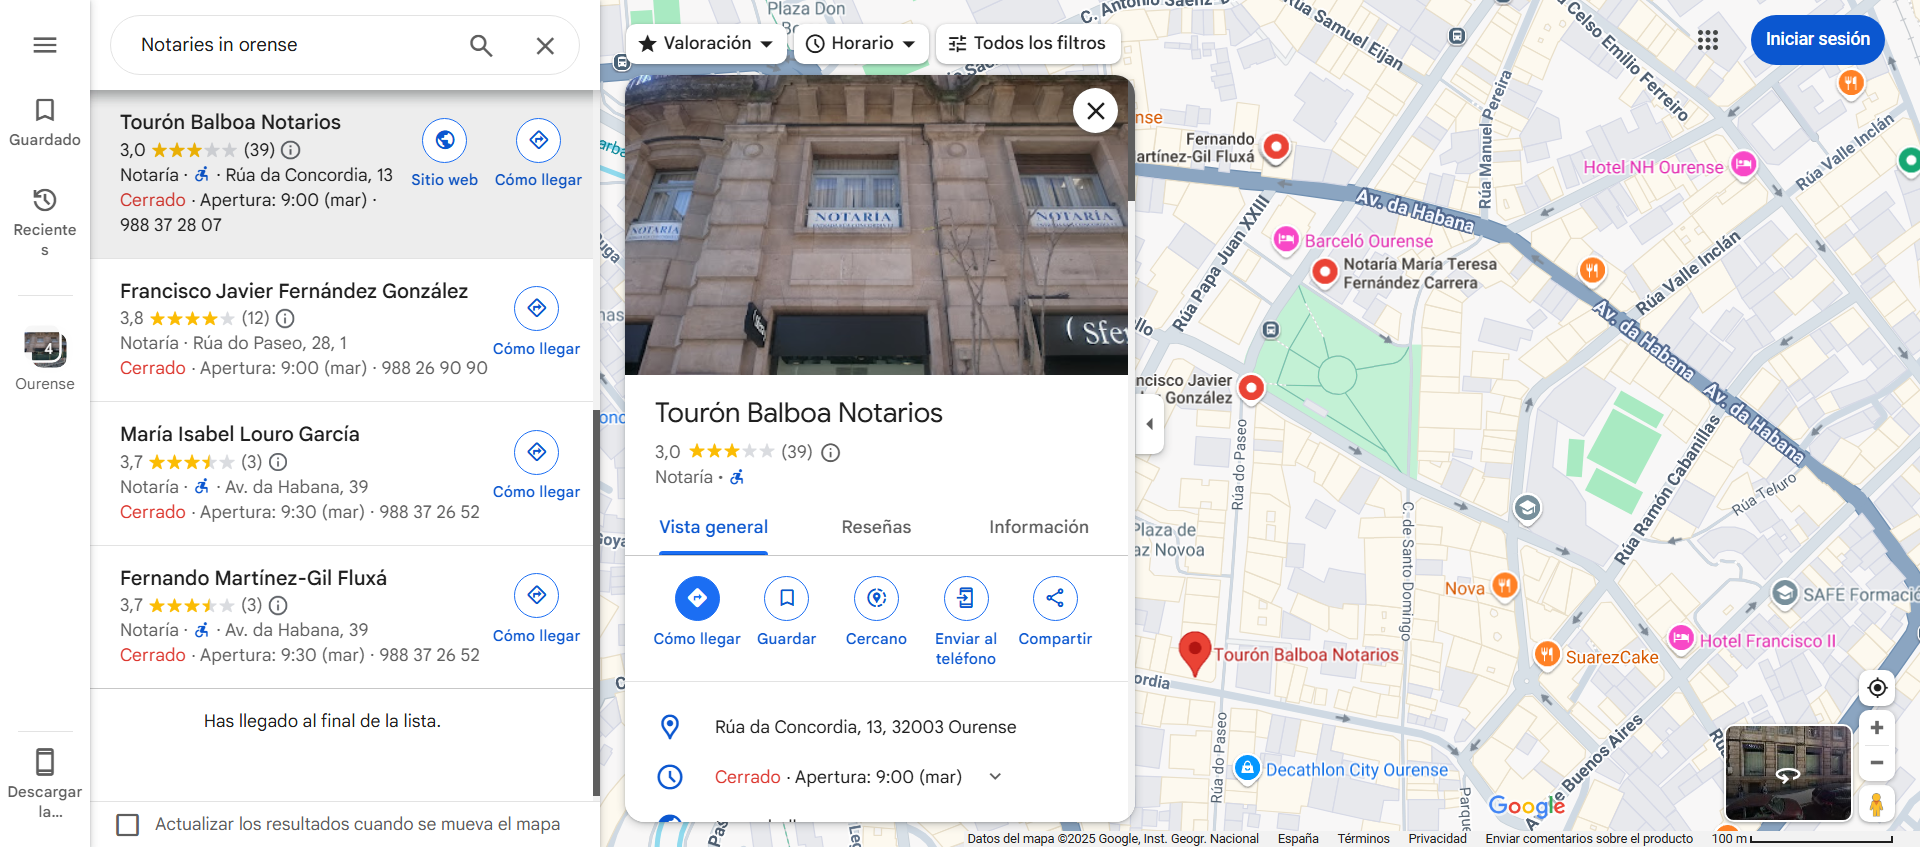 Notaries in orense
Guardado
Recientes
4
Ourense
Descargar la...
Tourón Balboa Notarios
3,0 (39)
Notaría · Rúa da Concordia, 13
Cerrado · Apertura: 9:00 (mar) ·
988 37 28 07
Sitio web
Cómo llegar
Francisco Javier Fernández González
3,8 (12)
Notaría · Rúa do Paseo, 28, 1
Cerrado · Apertura: 9:00 (mar) · 988 26 90 90
Cómo llegar
María Isabel Louro García
3,7 (3)
Notaría · Av. da Habana, 39
Cerrado · Apertura: 9:30 (mar) · 988 37 26 52
Cómo llegar
Fernando Martínez-Gil Fluxá
3,7 (3)
Notaría · Av. da Habana, 39
Cerrado · Apertura: 9:30 (mar) · 988 37 26 52
Cómo llegar
Has llegado al final de la lista.
Actualizar los resultados cuando se mueva el mapa
Valoración
Horario
Todos los filtros
NOTARÍA
NOTARÍA
NOTARÍA
Sfer
Tourón Balboa Notarios
3,0 (39)
Notaría ·
Vista general
Reseñas
Información
Cómo llegar
Guardar
Cercano
Enviar al teléfono
Compartir
Rúa da Concordia, 13, 32003 Ourense
Cerrado · Apertura: 9:00 (mar)
Iniciar sesión
Plaza Don
C. Antonio Sáenz D
Rúa Samuel Eijan
Celso Emilio Ferreiro
Rúa Manuel Pereira
Rúa Valle Inclán
Fernando
artínez-Gil Fluxá
Hotel NH Ourense
Av. da Habana
Rúa Papa Juan XXIII
Barceló Ourense
Notaría María Teresa
Fernández Carrera
Rúa Valle Inclán
Av. da Habana
Av. da Habana
ncisco Javier
González
Rúa do Paseo
Plaza de
az Novoa
C. de Santo Domingo
Rúa Ramón Cabanillas
Rúa Teluro
Nova
SAFE Formació
Hotel Francisco II
SuarezCake
Tourón Balboa Notarios
ordia
Rúa do Paseo
Decathlon City Ourense
Parque
Buenos Aires
Google
Datos del mapa ©2025 Google, Inst. Geogr. Nacional
España
Términos
Privacidad
Enviar comentarios sobre el producto
100 m